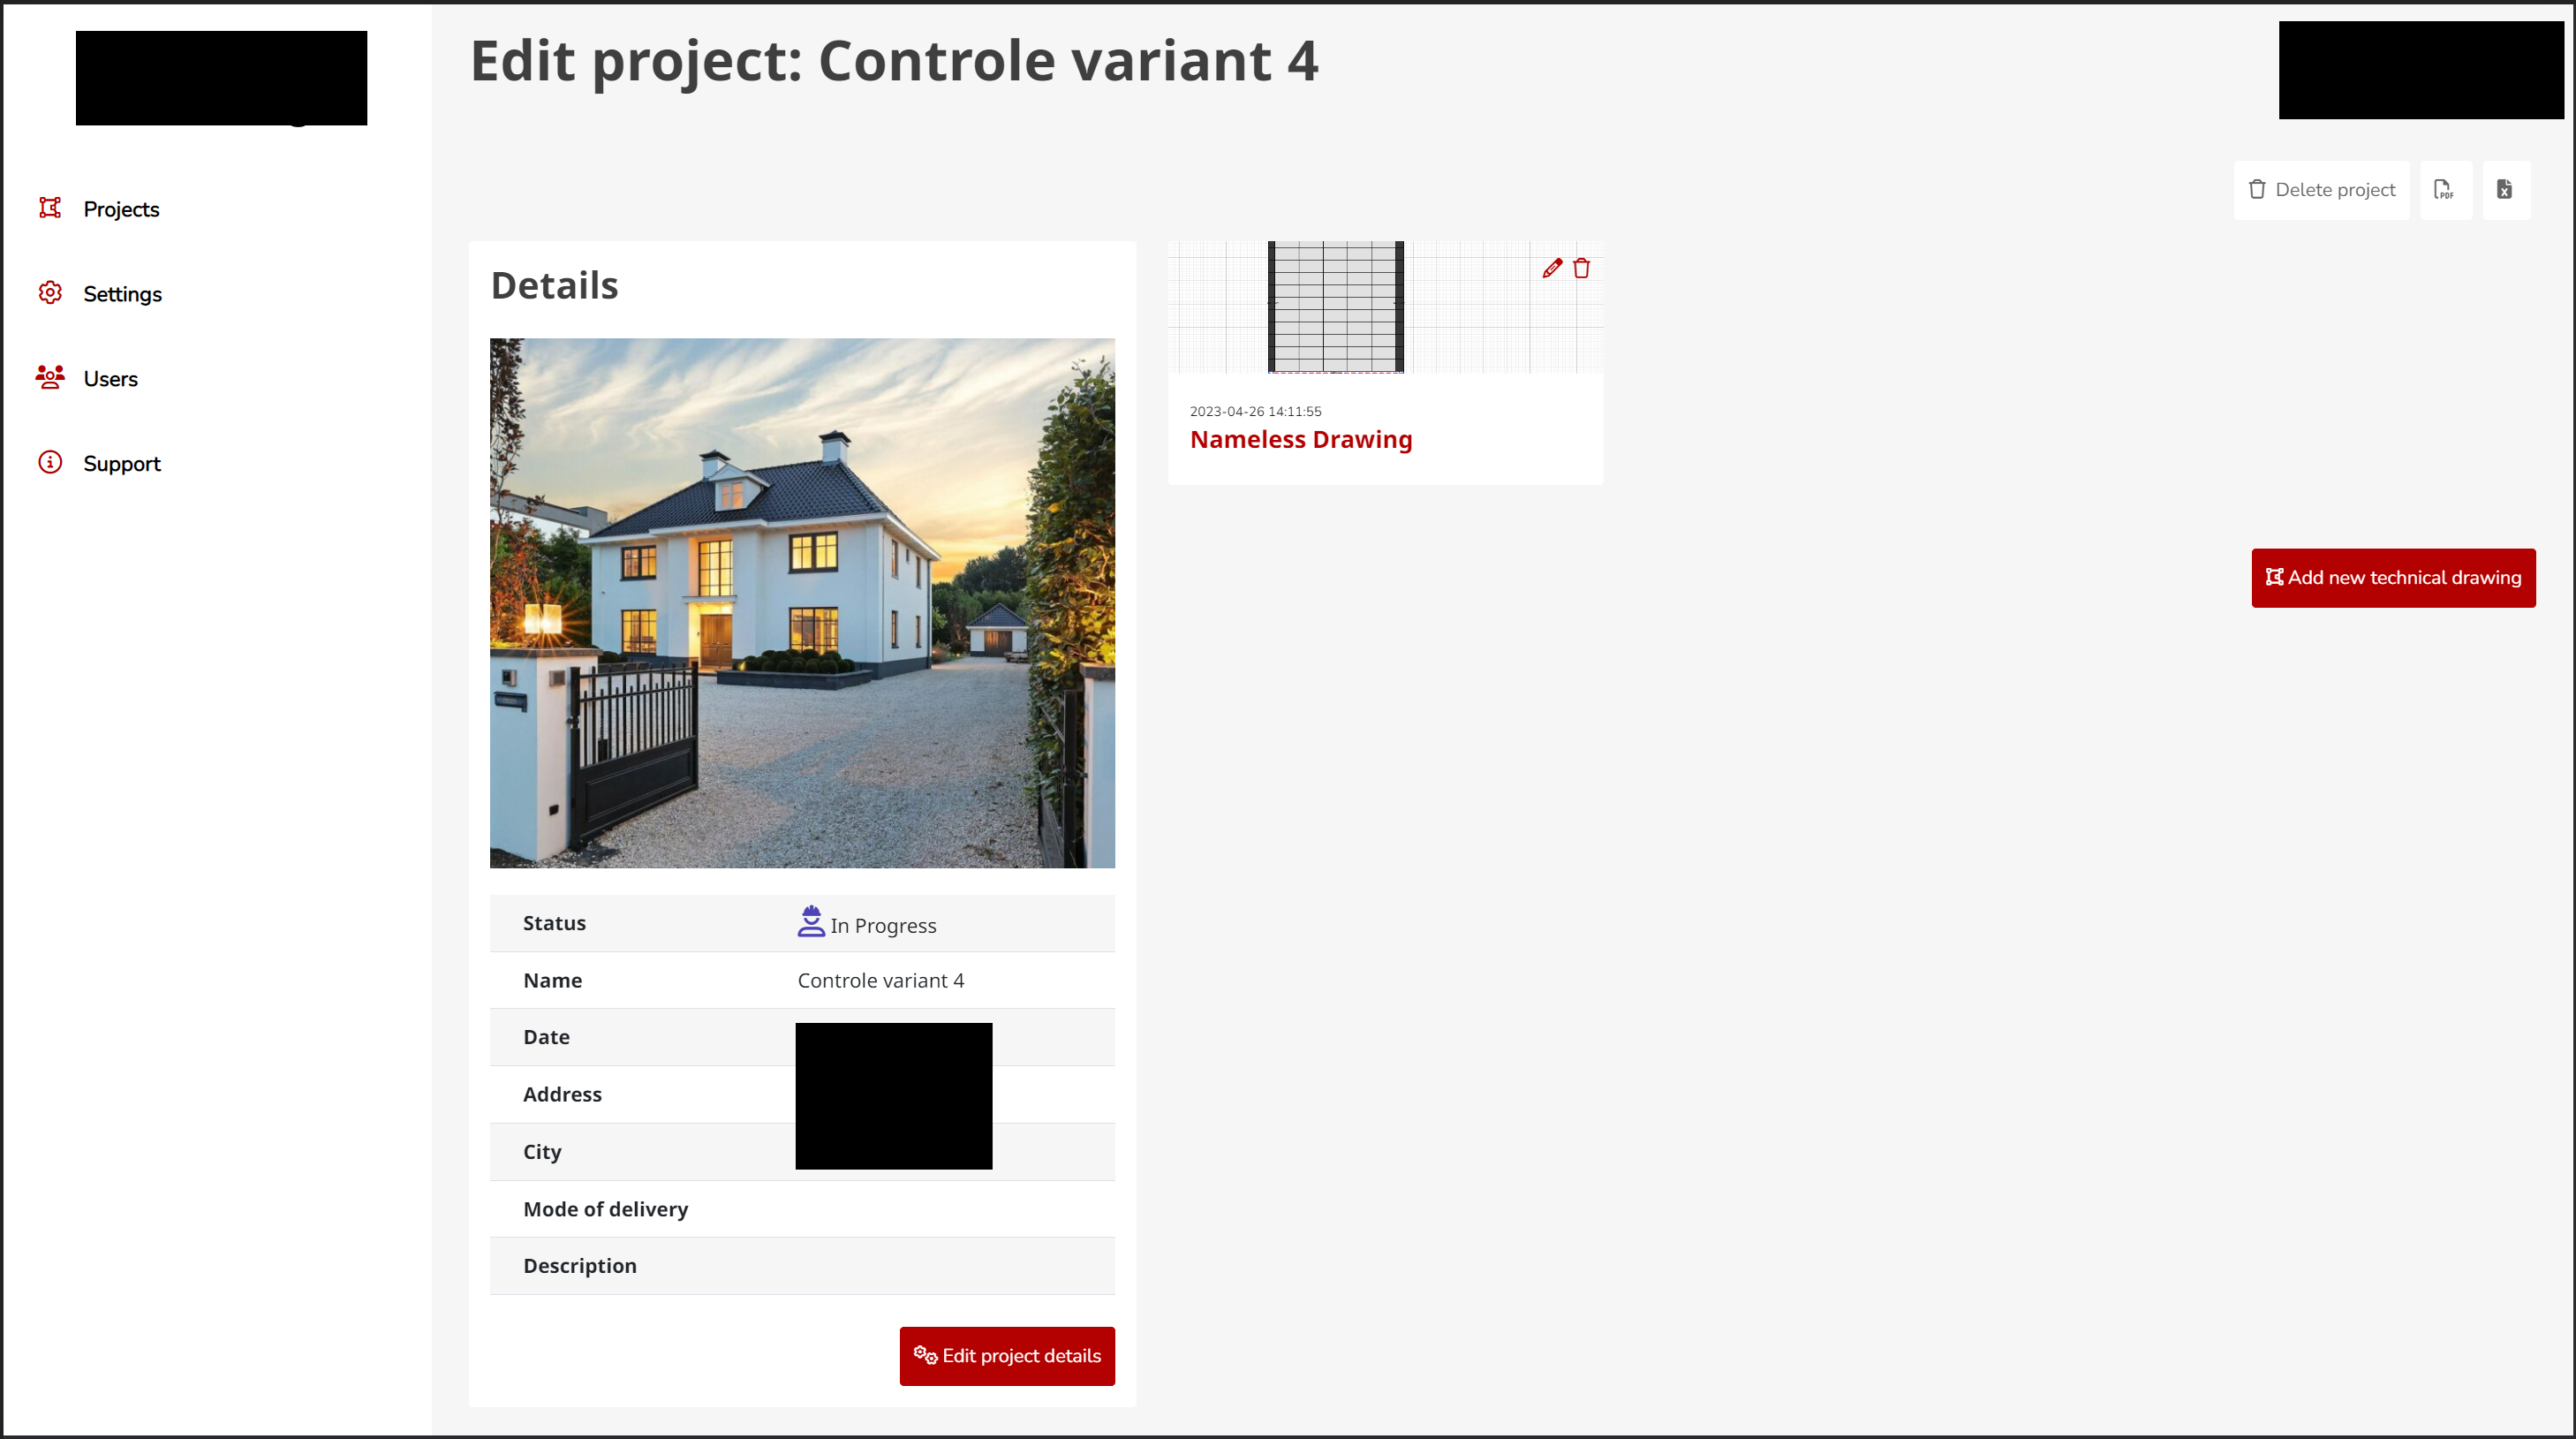 Edit project: Controle variant 4
Projects
Settings
Users
Support
Delete project
PDF
Details
2023-04-26 14:11:55
Nameless Drawing
Add new technical drawing
Status In Progress
Name Controle variant 4
Date
Address
City
Mode of delivery
Description
Edit project details